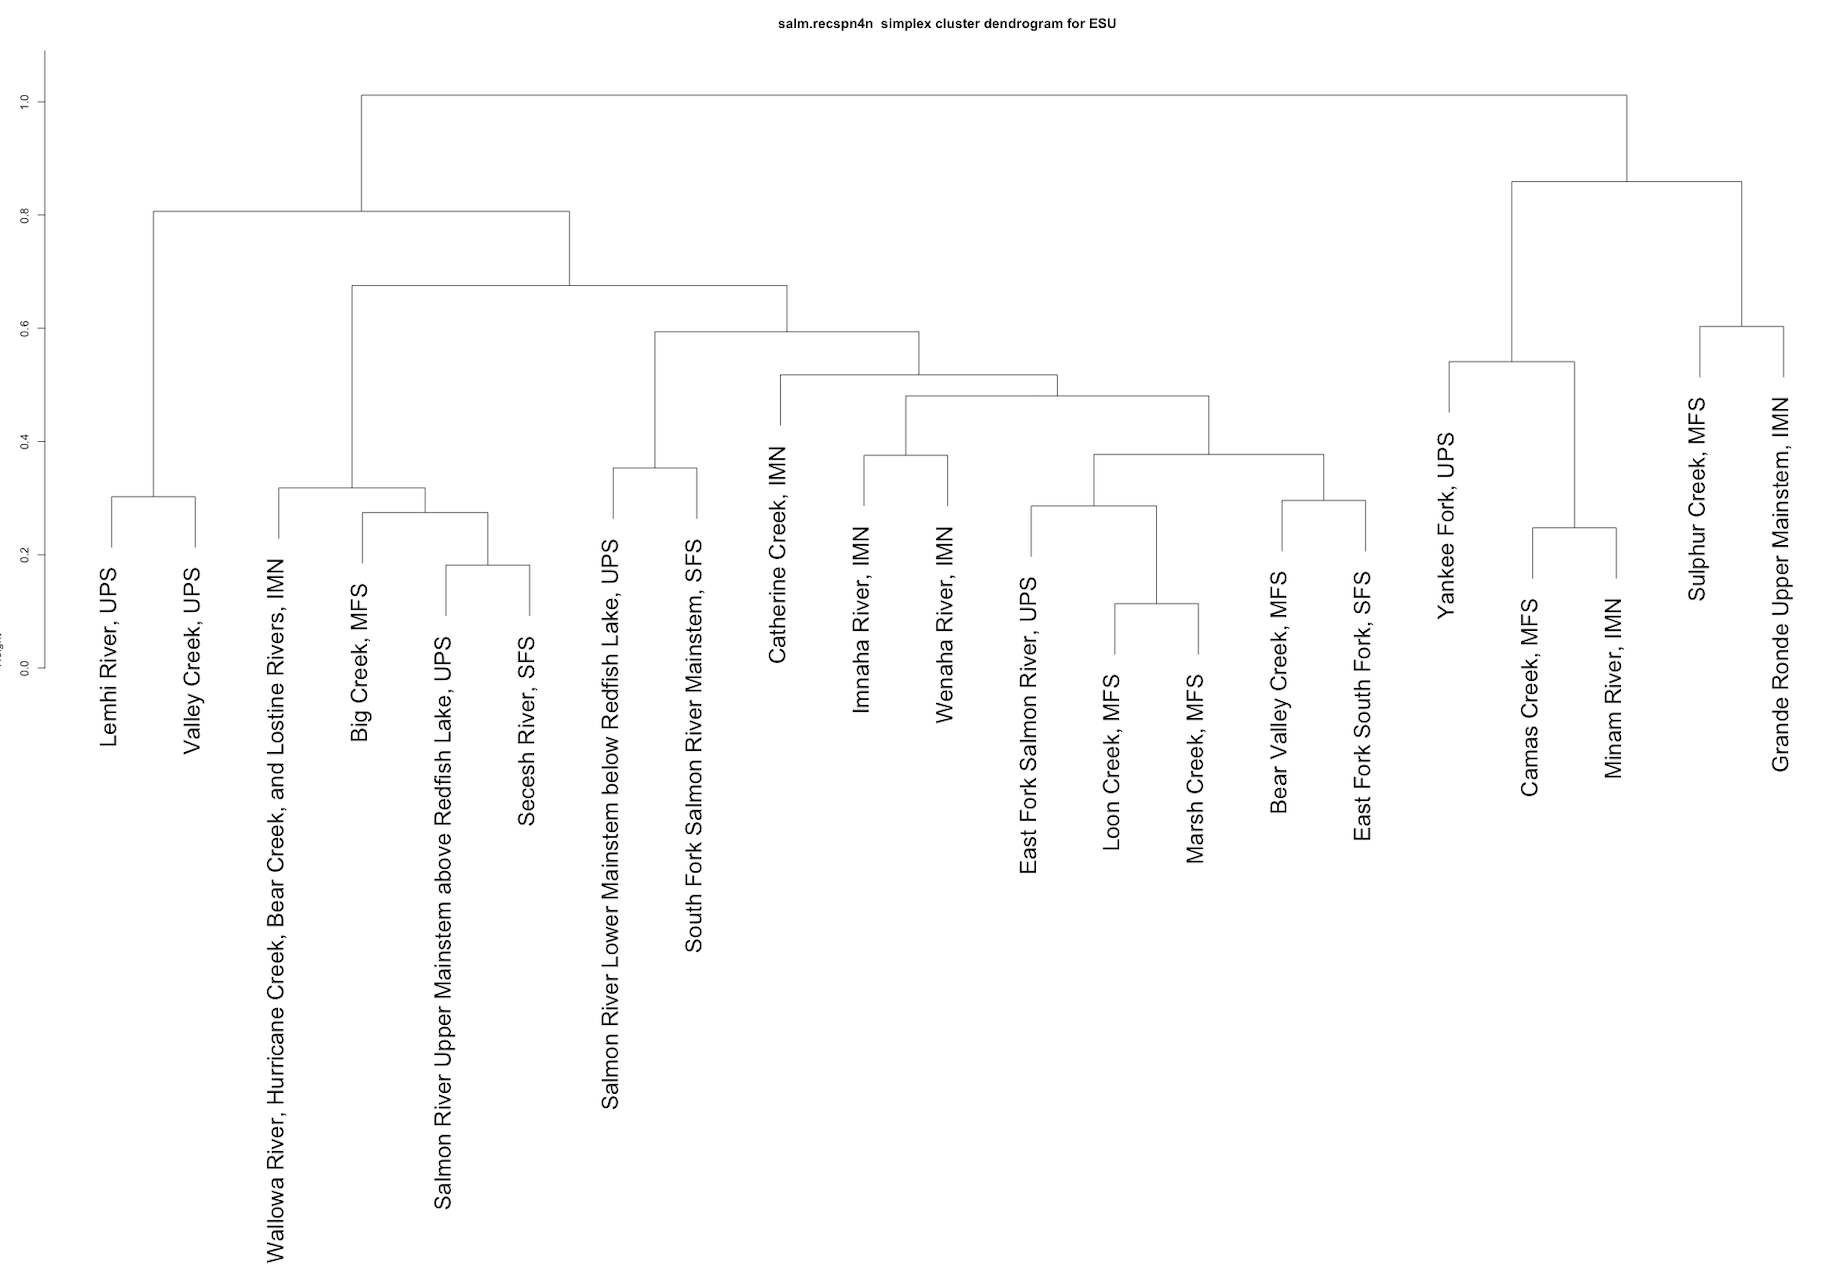 salm.recspn4n  simplex cluster dendrogram for ESU
1.0
0.8
0.6
0.4
0.2
0.0
Lemhi River, UPS
Valley Creek, UPS
Wallowa River, Hurricane Creek, Bear Creek, and Lostine Rivers, IMN
Big Creek, MFS
Salmon River Upper Mainstem above Redfish Lake, UPS
Secesh River, SFS
Salmon River Lower Mainstem below Redfish Lake, UPS
South Fork Salmon River Mainstem, SFS
Catherine Creek, IMN
Imnaha River, IMN
Wenaha River, IMN
East Fork Salmon River, UPS
Loon Creek, MFS
Marsh Creek, MFS
Bear Valley Creek, MFS
East Fork South Fork, SFS
Yankee Fork, UPS
Camas Creek, MFS
Minam River, IMN
Sulphur Creek, MFS
Grande Ronde Upper Mainstem, IMN